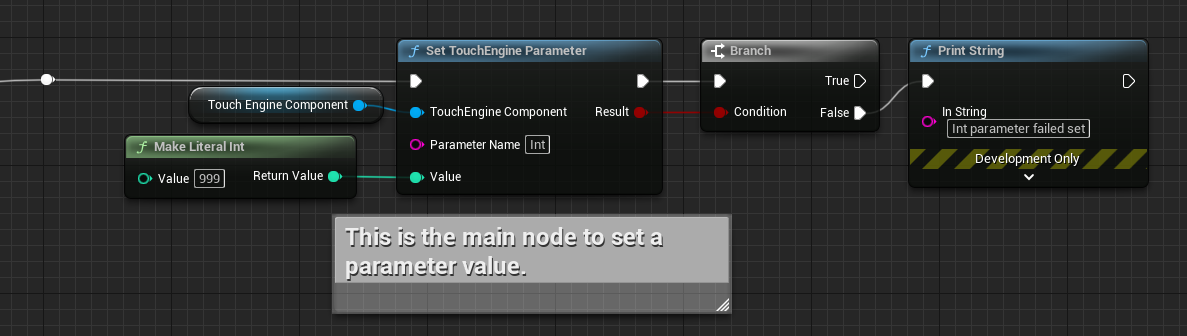 Set TouchEngine Parameter
Branch
Print String
True
Touch Engine Component
TouchEngine Component
Result
Condition
False
In String
Int parameter failed set
Make Literal Int
Parameter Name Int
Development Only
Value 999
Return Value
Value
This is the main node to set a
parameter value.